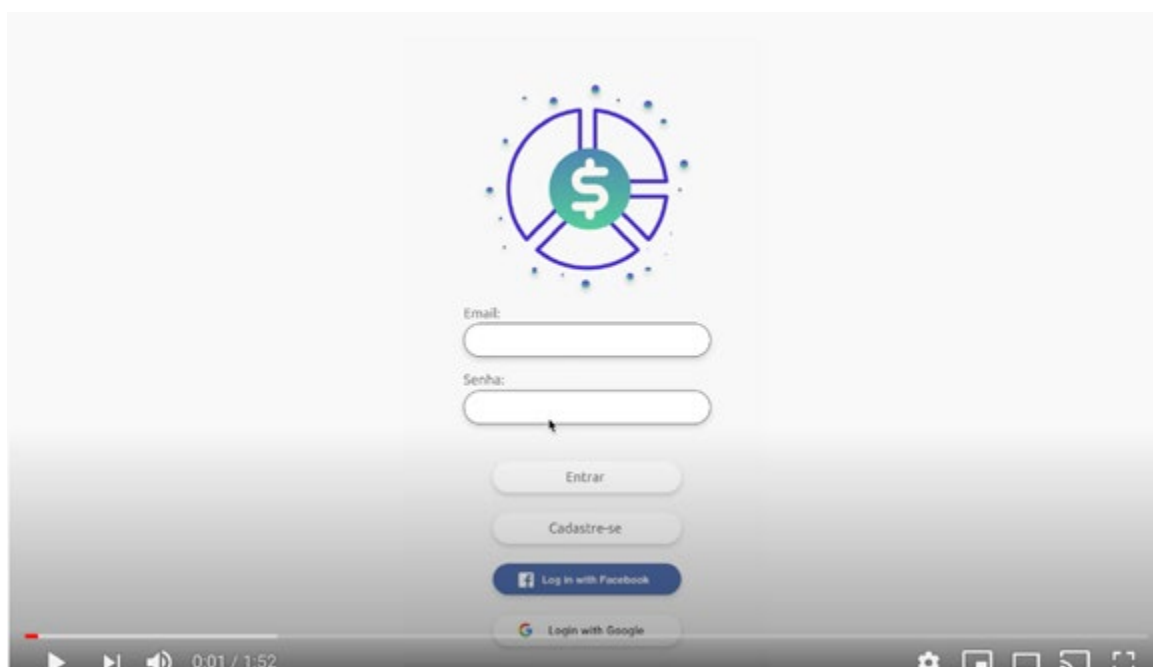 $
Email:
Senha:
Entrar
Cadastre-se
Log in with Facebook
Login with Google
0:01 / 1:52